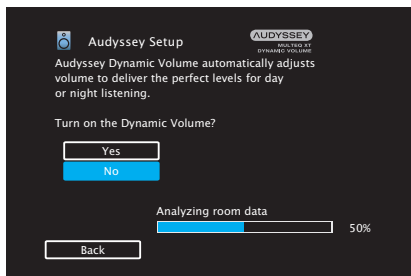 Audyssey Setup
AUDYSSEY
MULTEQ XT
DYNAMIC VOLUME
Audyssey Dynamic Volume automatically adjusts
volume to deliver the perfect levels for day
or night listening.
Turn on the Dynamic Volume?
Yes
No
Analyzing room data
50%
Back